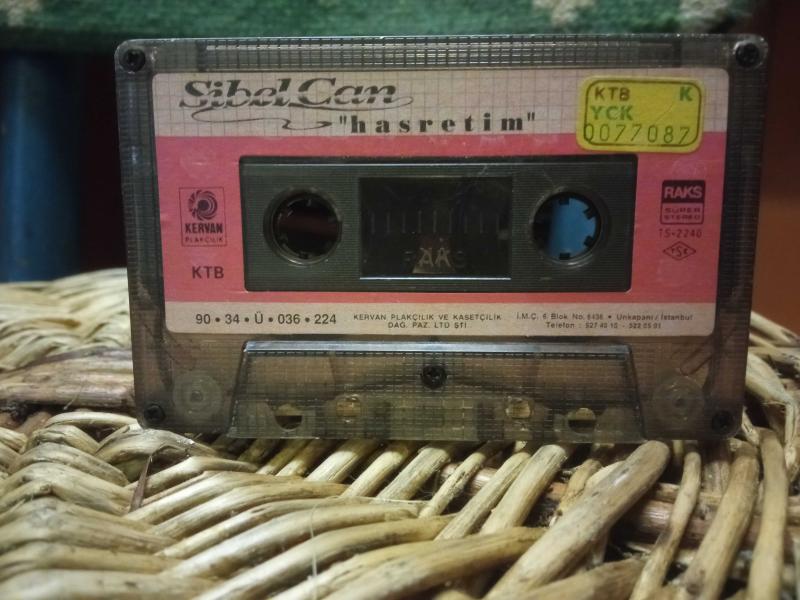 Sibel Can
"hasretim"
KTB K
YCK
0077087
KERVAN
PLAKÇILIK
KTB
RAKS
SUPER
STEREO
TS-2240
TSE
90 • 34 • Ü • 036 • 224
KERVAN PLAKÇILIK VE KASETÇİLİK
DAĞ. PAZ. LTD ŞTİ
İ.M.Ç. 6 Blok No. 6436 • Unkapanı / İstanbul
Telefon : 527 40 10 - 522 05 01